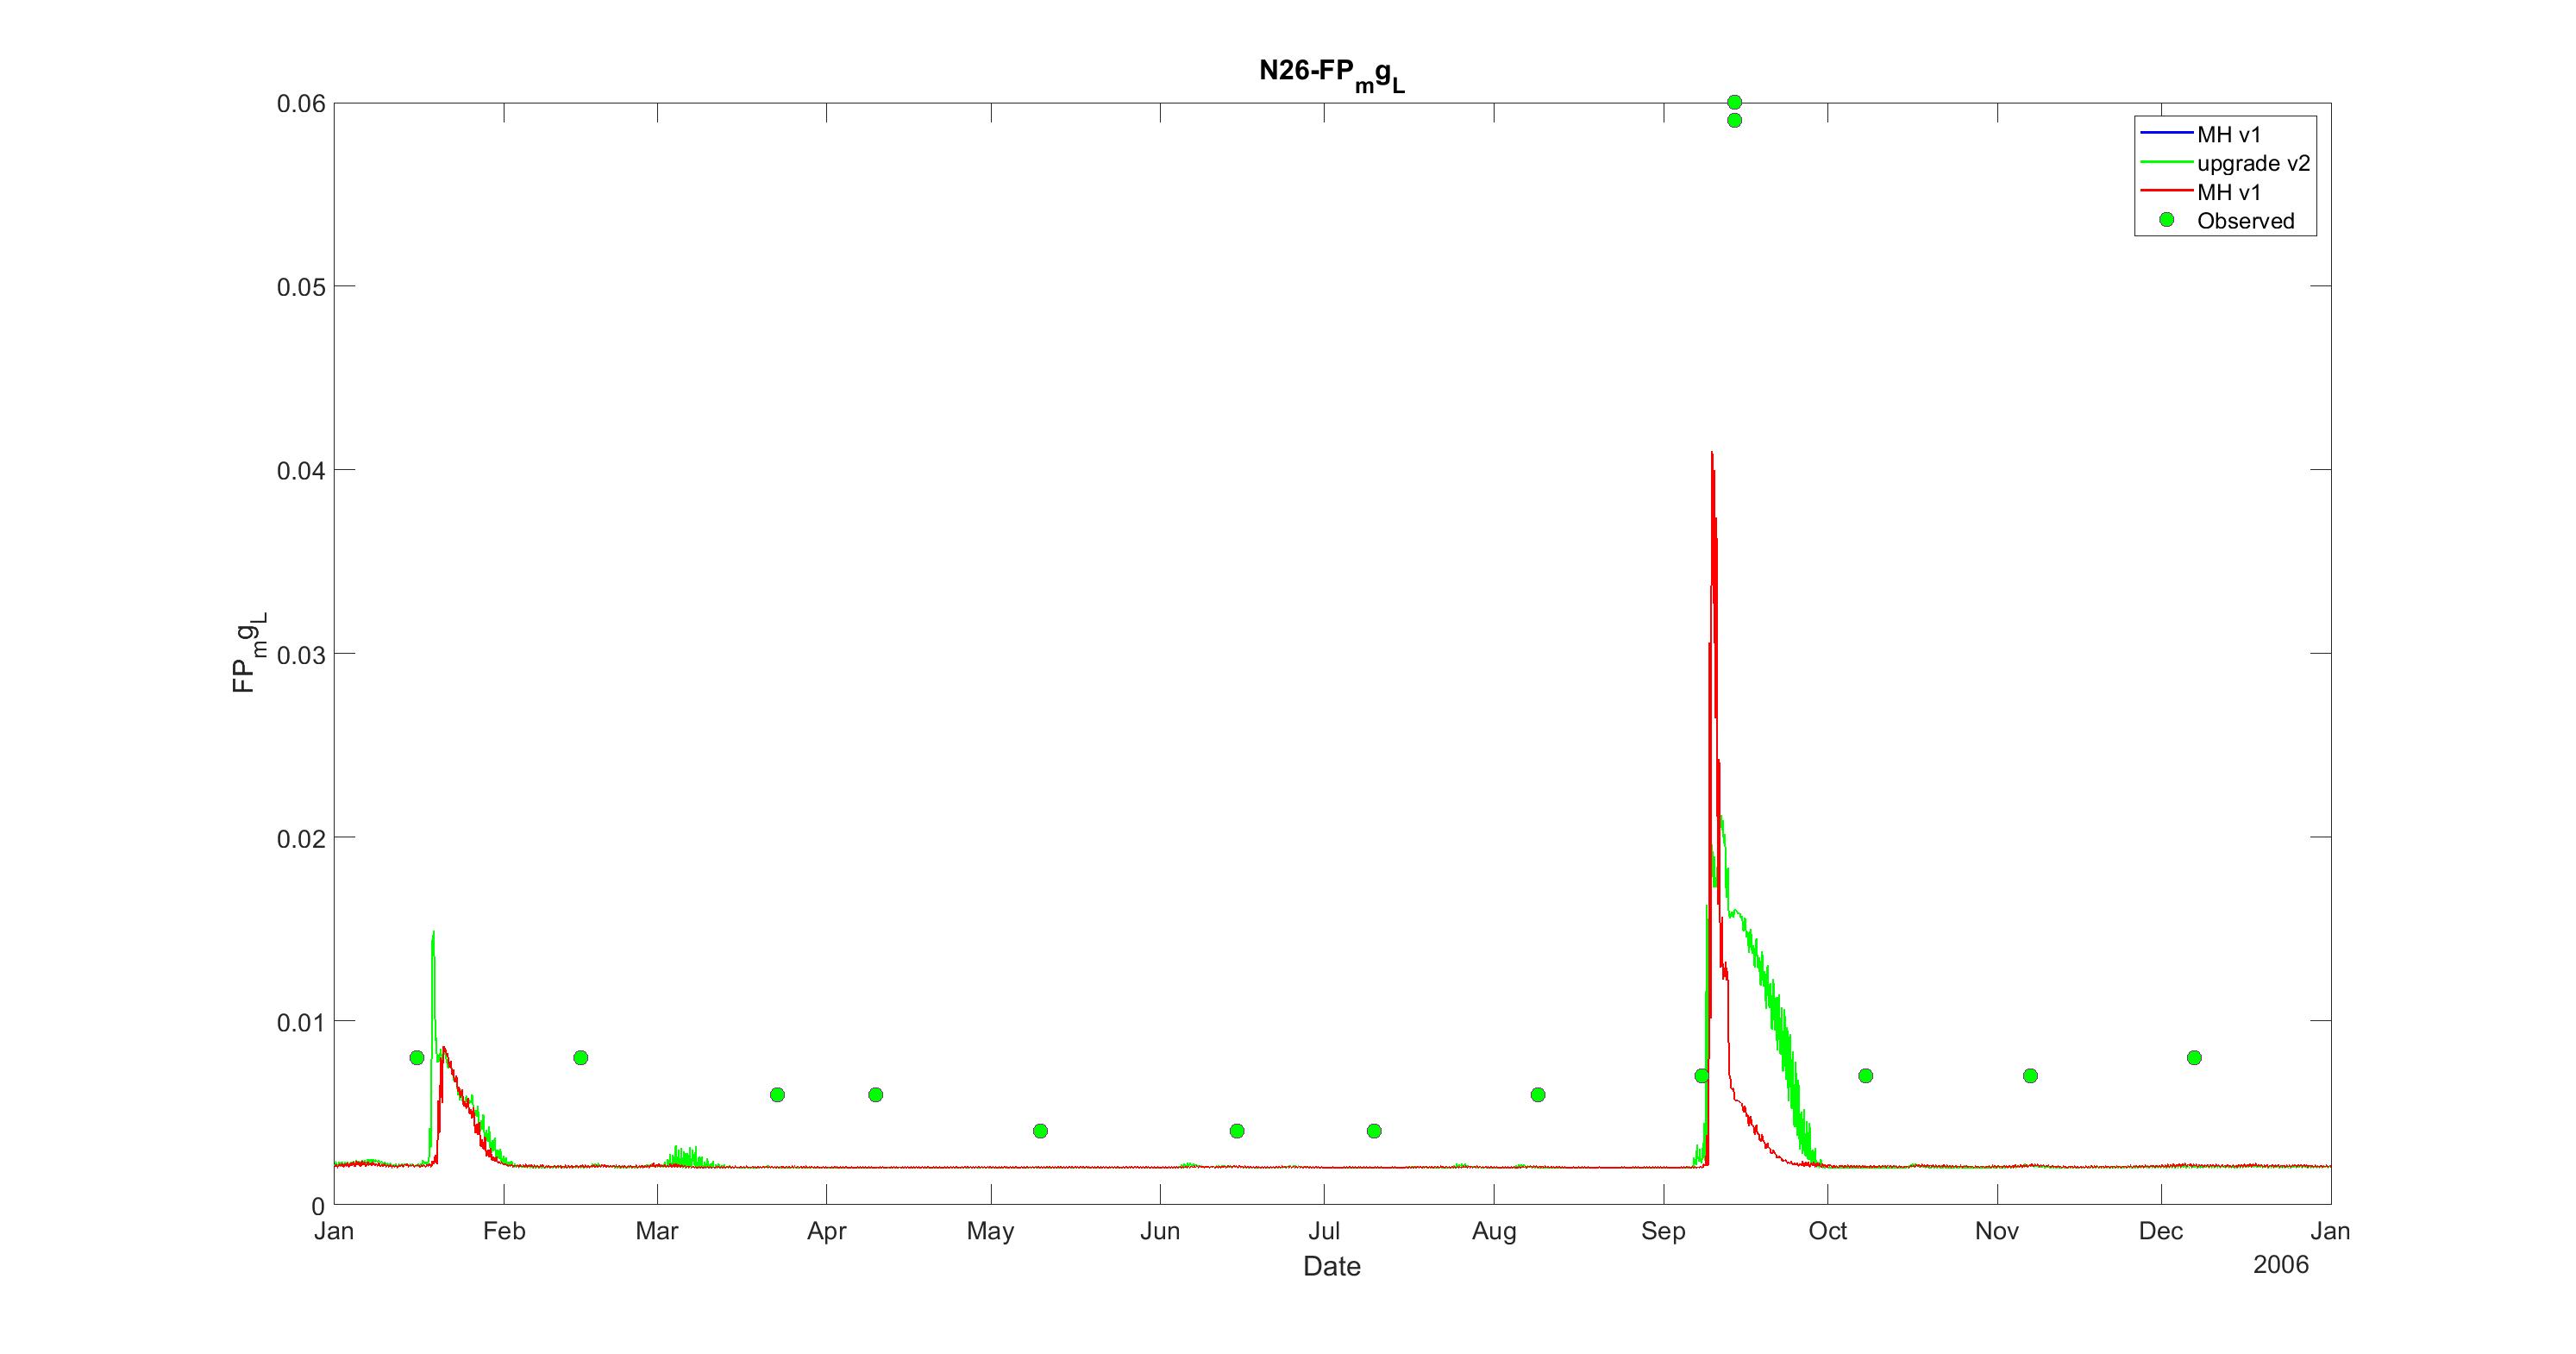 N26-FPmgL
0.06
0.05
0.04
0.03
0.02
0.01
0
FPmgL
MH v1
upgrade v2
MH v1
Observed
Jan Feb Mar Apr May Jun Jul Aug Sep Oct Nov Dec Jan
Date
2006